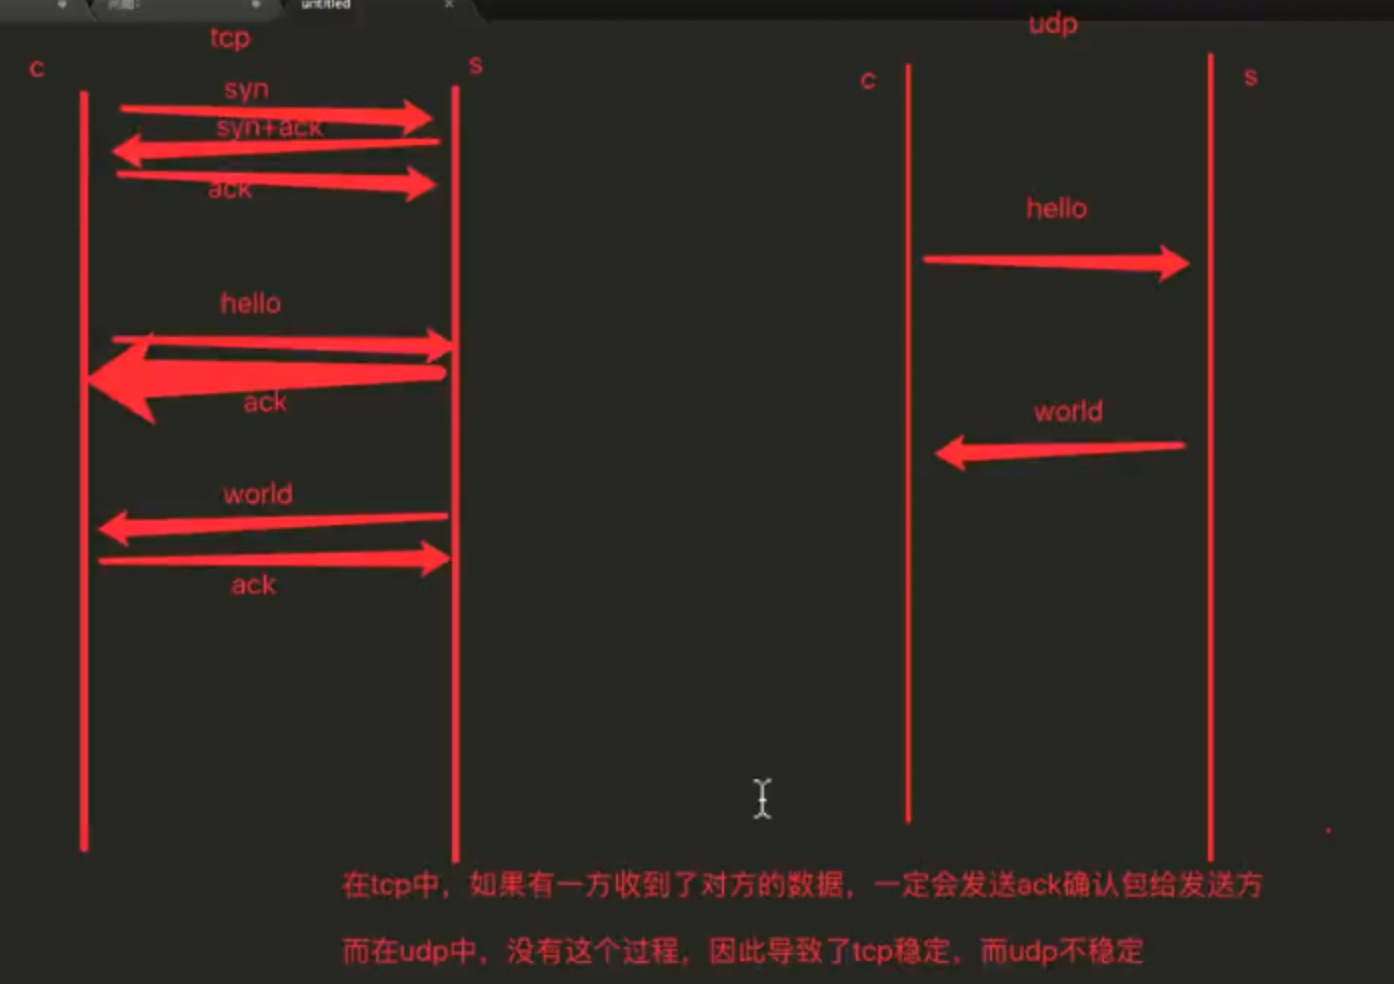 问题
untitled
tcp
udp
c
s
syn
syn+ack
ack
hello
ack
world
ack
c
s
hello
world
在tcp中，如果有一方收到了对方的数据，一定会发送ack确认包给发送方
而在udp中，没有这个过程，因此导致了tcp稳定，而udp不稳定